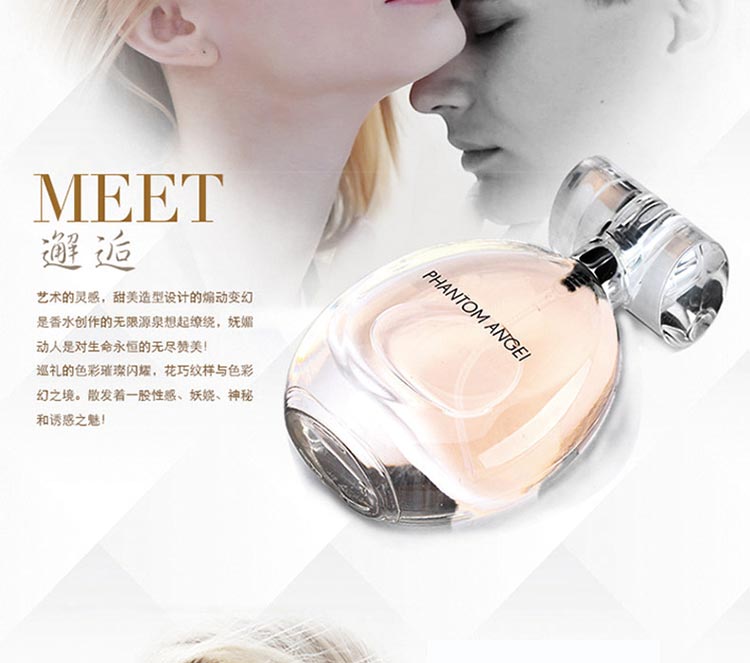 MEET
邂逅
艺术的灵感，甜美造型设计的煽动变幻
是香水创作的无限源泉想起缭绕，妩媚
动人是对生命永恒的无尽赞美!
巡礼的色彩璀璨闪耀，花巧纹样与色彩
幻之境。散发着一股性感、妖娆、神秘
和诱惑之魅!
PHANTOM ANGEI